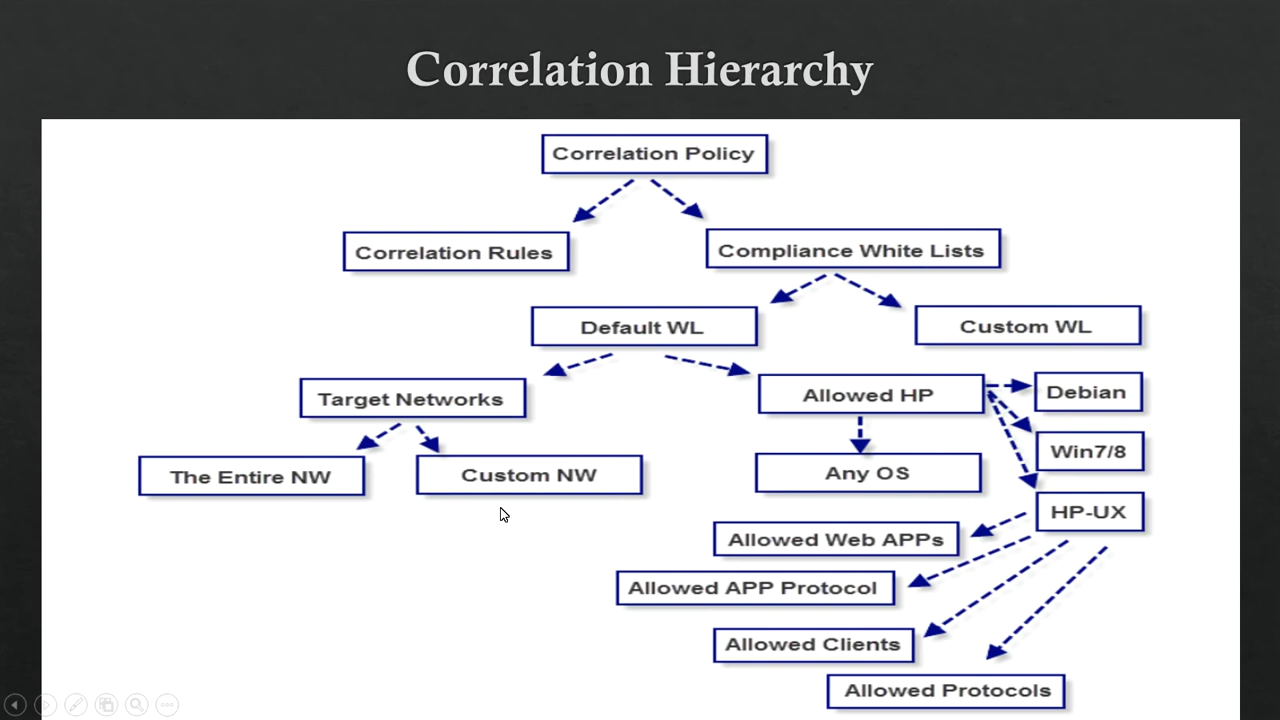 Correlation Hierarchy
Correlation Policy
Correlation Rules
Compliance White Lists
Default WL
Custom WL
Target Networks
Allowed HP
Debian
The Entire NW
Custom NW
Any OS
Win7/8
HP-UX
Allowed Web APPs
Allowed APP Protocol
Allowed Clients
Allowed Protocols